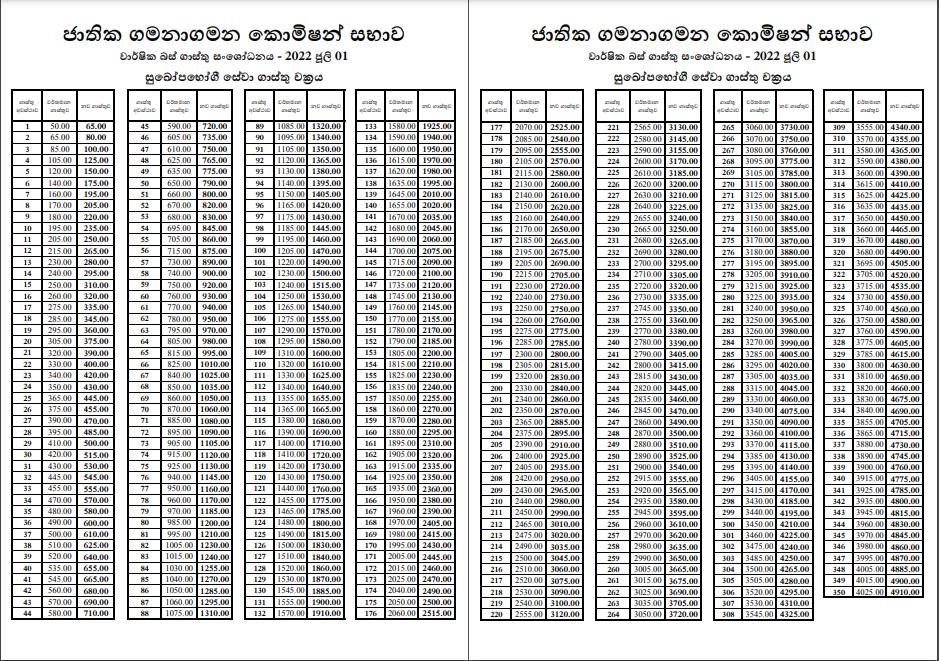 ජාතික ගමනාගමන කොමිෂන් සභාව
වාර්ෂික බස් ගාස්තු සංශෝධනය - 2022 ජූලි 01
සුඛෝපභෝගී සේවා ගාස්තු චක්‍රය
ගාස්තු අවස්ථාව වර්තමාන ගාස්තුව නව ගාස්තුව
1 50.00 65.00
2 65.00 80.00
3 85.00 100.00
4 105.00 125.00
5 120.00 150.00
6 140.00 175.00
7 160.00 195.00
8 170.00 205.00
9 180.00 220.00
10 195.00 235.00
11 205.00 250.00
12 215.00 265.00
13 230.00 280.00
14 240.00 295.00
15 250.00 310.00
16 260.00 320.00
17 275.00 335.00
18 285.00 345.00
19 295.00 360.00
20 305.00 375.00
21 320.00 390.00
22 330.00 400.00
23 340.00 420.00
24 350.00 430.00
25 365.00 445.00
26 375.00 455.00
27 390.00 470.00
28 395.00 485.00
29 410.00 500.00
30 420.00 515.00
31 430.00 530.00
32 445.00 545.00
33 455.00 555.00
34 470.00 570.00
35 480.00 580.00
36 490.00 600.00
37 500.00 610.00
38 510.00 625.00
39 520.00 640.00
40 535.00 655.00
41 545.00 665.00
42 560.00 680.00
43 570.00 690.00
44 580.00 710.00
ගාස්තු අවස්ථාව වර්තමාන ගාස්තුව නව ගාස්තුව
45 590.00 720.00
46 605.00 735.00
47 610.00 750.00
48 625.00 765.00
49 635.00 775.00
50 650.00 790.00
51 660.00 800.00
52 670.00 820.00
53 680.00 830.00
54 695.00 845.00
55 705.00 860.00
56 715.00 875.00
57 730.00 890.00
58 740.00 900.00
59 750.00 920.00
60 760.00 930.00
61 770.00 940.00
62 780.00 950.00
63 795.00 970.00
64 805.00 980.00
65 815.00 995.00
66 825.00 1010.00
67 840.00 1025.00
68 850.00 1035.00
69 860.00 1050.00
70 870.00 1060.00
71 885.00 1080.00
72 895.00 1090.00
73 905.00 1105.00
74 915.00 1120.00
75 925.00 1130.00
76 940.00 1145.00
77 950.00 1160.00
78 960.00 1170.00
79 970.00 1185.00
80 985.00 1200.00
81 995.00 1210.00
82 1005.00 1230.00
83 1015.00 1240.00
84 1030.00 1255.00
85 1040.00 1270.00
86 1050.00 1285.00
87 1060.00 1295.00
88 1075.00 1310.00
ගාස්තු අවස්ථාව වර්තමාන ගාස්තුව නව ගාස්තුව
89 1085.00 1320.00
90 1095.00 1340.00
91 1105.00 1350.00
92 1120.00 1365.00
93 1130.00 1380.00
94 1140.00 1395.00
95 1150.00 1405.00
96 1165.00 1420.00
97 1175.00 1430.00
98 1185.00 1445.00
99 1195.00 1460.00
100 1205.00 1470.00
101 1220.00 1490.00
102 1230.00 1500.00
103 1240.00 1515.00
104 1250.00 1530.00
105 1265.00 1540.00
106 1275.00 1555.00
107 1290.00 1570.00
108 1295.00 1580.00
109 1310.00 1600.00
110 1320.00 1610.00
111 1330.00 1625.00
112 1340.00 1640.00
113 1355.00 1655.00
114 1365.00 1665.00
115 1380.00 1680.00
116 1390.00 1690.00
117 1400.00 1710.00
118 1410.00 1720.00
119 1420.00 1730.00
120 1430.00 1750.00
121 1440.00 1760.00
122 1455.00 1775.00
123 1465.00 1785.00
124 1480.00 1800.00
125 1490.00 1815.00
126 1500.00 1830.00
127 1510.00 1840.00
128 1520.00 1860.00
129 1530.00 1870.00
130 1545.00 1885.00
131 1555.00 1900.00
132 1570.00 1910.00
ගාස්තු අවස්ථාව වර්තමාන ගාස්තුව නව ගාස්තුව
133 1580.00 1925.00
134 1590.00 1940.00
135 1600.00 1950.00
136 1615.00 1970.00
137 1620.00 1980.00
138 1635.00 1995.00
139 1645.00 2010.00
140 1655.00 2020.00
141 1670.00 2035.00
142 1680.00 2045.00
143 1690.00 2060.00
144 1700.00 2075.00
145 1715.00 2090.00
146 1720.00 2100.00
147 1735.00 2120.00
148 1745.00 2130.00
149 1760.00 2145.00
150 1770.00 2155.00
151 1780.00 2170.00
152 1790.00 2185.00
153 1805.00 2200.00
154 1815.00 2210.00
155 1825.00 2230.00
156 1835.00 2240.00
157 1850.00 2255.00
158 1860.00 2270.00
159 1870.00 2280.00
160 1880.00 2295.00
161 1895.00 2310.00
162 1905.00 2320.00
163 1915.00 2335.00
164 1925.00 2350.00
165 1935.00 2360.00
166 1950.00 2380.00
167 1960.00 2390.00
168 1970.00 2405.00
169 1980.00 2415.00
170 1995.00 2430.00
171 2005.00 2445.00
172 2015.00 2460.00
173 2025.00 2470.00
174 2040.00 2490.00
175 2050.00 2500.00
176 2060.00 2515.00
ජාතික ගමනාගමන කොමිෂන් සභාව
වාර්ෂික බස් ගාස්තු සංශෝධනය - 2022 ජූලි 01
සුඛෝපභෝගී සේවා ගාස්තු චක්‍රය
ගාස්තු අවස්ථාව වර්තමාන ගාස්තුව නව ගාස්තුව
177 2070.00 2525.00
178 2085.00 2540.00
179 2095.00 2555.00
180 2105.00 2570.00
181 2115.00 2580.00
182 2130.00 2600.00
183 2140.00 2610.00
184 2150.00 2620.00
185 2160.00 2640.00
186 2170.00 2650.00
187 2185.00 2665.00
188 2195.00 2675.00
189 2205.00 2690.00
190 2215.00 2705.00
191 2230.00 2720.00
192 2240.00 2730.00
193 2250.00 2750.00
194 2260.00 2760.00
195 2275.00 2775.00
196 2285.00 2785.00
197 2300.00 2800.00
198 2305.00 2815.00
199 2320.00 2830.00
200 2330.00 2840.00
201 2340.00 2860.00
202 2350.00 2870.00
203 2365.00 2885.00
204 2375.00 2895.00
205 2390.00 2910.00
206 2400.00 2925.00
207 2405.00 2935.00
208 2420.00 2950.00
209 2430.00 2965.00
210 2440.00 2980.00
211 2450.00 2990.00
212 2465.00 3010.00
213 2475.00 3020.00
214 2490.00 3035.00
215 2500.00 3045.00
216 2510.00 3060.00
217 2520.00 3075.00
218 2530.00 3090.00
219 2540.00 3100.00
220 2555.00 3120.00
ගාස්තු අවස්ථාව වර්තමාන ගාස්තුව නව ගාස්තුව
221 2565.00 3130.00
222 2580.00 3145.00
223 2590.00 3155.00
224 2600.00 3170.00
225 2610.00 3185.00
226 2620.00 3200.00
227 2630.00 3210.00
228 2640.00 3225.00
229 2655.00 3240.00
230 2665.00 3250.00
231 2680.00 3265.00
232 2690.00 3280.00
233 2700.00 3295.00
234 2710.00 3305.00
235 2720.00 3320.00
236 2730.00 3335.00
237 2745.00 3350.00
238 2755.00 3360.00
239 2770.00 3380.00
240 2780.00 3390.00
241 2790.00 3405.00
242 2800.00 3415.00
243 2815.00 3430.00
244 2820.00 3445.00
245 2835.00 3460.00
246 2845.00 3470.00
247 2860.00 3490.00
248 2870.00 3500.00
249 2880.00 3510.00
250 2890.00 3525.00
251 2900.00 3540.00
252 2915.00 3555.00
253 2920.00 3565.00
254 2935.00 3580.00
255 2945.00 3595.00
256 2960.00 3610.00
257 2970.00 3620.00
258 2980.00 3635.00
259 2990.00 3650.00
260 3005.00 3665.00
261 3015.00 3675.00
262 3025.00 3690.00
263 3035.00 3705.00
264 3050.00 3720.00
ගාස්තු අවස්ථාව වර්තමාන ගාස්තුව නව ගාස්තුව
265 3060.00 3730.00
266 3070.00 3750.00
267 3080.00 3760.00
268 3095.00 3775.00
269 3105.00 3785.00
270 3115.00 3800.00
271 3125.00 3815.00
272 3135.00 3825.00
273 3150.00 3840.00
274 3160.00 3855.00
275 3170.00 3870.00
276 3180.00 3880.00
277 3195.00 3895.00
278 3205.00 3910.00
279 3215.00 3925.00
280 3225.00 3935.00
281 3240.00 3950.00
282 3250.00 3965.00
283 3260.00 3980.00
284 3270.00 3990.00
285 3285.00 4005.00
286 3295.00 4020.00
287 3305.00 4035.00
288 3315.00 4045.00
289 3330.00 4060.00
290 3340.00 4075.00
291 3350.00 4090.00
292 3360.00 4100.00
293 3370.00 4115.00
294 3385.00 4130.00
295 3395.00 4140.00
296 3405.00 4155.00
297 3415.00 4170.00
298 3430.00 4185.00
299 3440.00 4195.00
300 3450.00 4210.00
301 3460.00 4225.00
302 3475.00 4240.00
303 3485.00 4250.00
304 3500.00 4265.00
305 3505.00 4280.00
306 3520.00 4295.00
307 3530.00 4310.00
308 3545.00 4325.00
ගාස්තු අවස්ථාව වර්තමාන ගාස්තුව නව ගාස්තුව
309 3555.00 4340.00
310 3570.00 4355.00
311 3580.00 4365.00
312 3590.00 4380.00
313 3600.00 4390.00
314 3615.00 4410.00
315 3625.00 4425.00
316 3635.00 4435.00
317 3650.00 4450.00
318 3660.00 4465.00
319 3670.00 4480.00
320 3680.00 4490.00
321 3695.00 4505.00
322 3705.00 4520.00
323 3715.00 4535.00
324 3730.00 4550.00
325 3740.00 4560.00
326 3750.00 4580.00
327 3760.00 4590.00
328 3775.00 4605.00
329 3785.00 4615.00
330 3800.00 4630.00
331 3810.00 4650.00
332 3820.00 4660.00
333 3830.00 4675.00
334 3840.00 4690.00
335 3855.00 4705.00
336 3865.00 4715.00
337 3880.00 4730.00
338 3890.00 4745.00
339 3900.00 4760.00
340 3915.00 4775.00
341 3925.00 4785.00
342 3935.00 4800.00
343 3945.00 4815.00
344 3960.00 4830.00
345 3970.00 4845.00
346 3980.00 4860.00
347 3995.00 4870.00
348 4005.00 4885.00
349 4015.00 4900.00
350 4025.00 4910.00